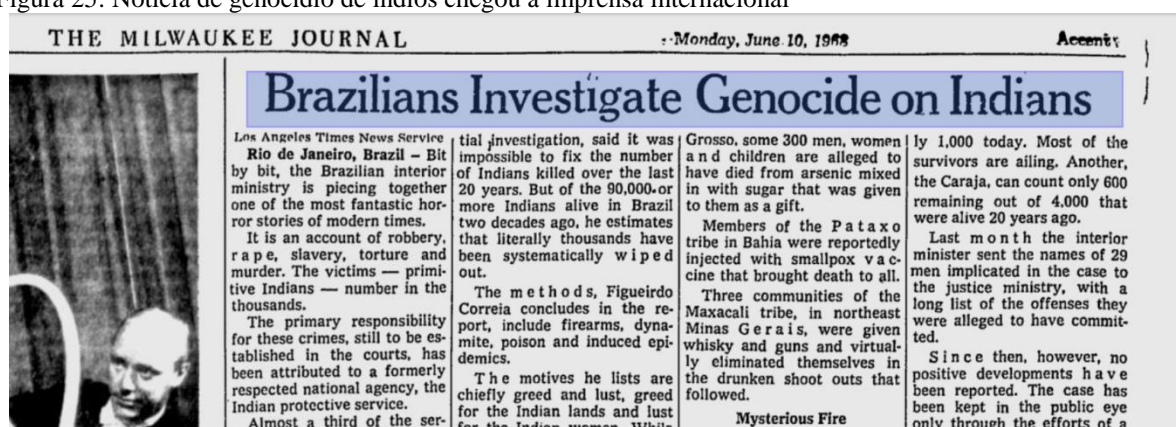 Figura 25: Notícia de genocídio de índios chegou à imprensa internacional
THE MILWAUKEE JOURNAL
Monday, June 10, 1968
Accent
Brazilians Investigate Genocide on Indians
Los Angeles Times News Service
Rio de Janeiro, Brazil – Bit
by bit, the Brazilian interior
ministry is piecing together
one of the most fantastic hor-
ror stories of modern times.
It is an account of robbery,
rape, slavery, torture and
murder. The victims — primi-
tive Indians — number in the
thousands.
The primary responsibility
for these crimes, still to be es-
tablished in the courts, has
been attributed to a formerly
respected national agency, the
Indian protective service.
Almost a third of the ser-
tial investigation, said it was
impossible to fix the number
of Indians killed over the last
20 years. But of the 90,000 or
more Indians alive in Brazil
two decades ago, he estimates
that literally thousands have
been systematically wiped
out.
The methods, Figueirdo
Correia concludes in the re-
port, include firearms, dyna-
mite, poison and induced epi-
demics.
The motives he lists are
chiefly greed and lust, greed
for the Indian lands and lust
for the Indian women. While
Grosso, some 300 men, women
and children are alleged to
have died from arsenic mixed
in with sugar that was given
to them as a gift.
Members of the Pataxo
tribe in Bahia were reportedly
injected with smallpox vac-
cine that brought death to all.
Three communities of the
Maxacali tribe, in northeast
Minas Gerais, were given
whisky and guns and virtual-
ly eliminated themselves in
the drunken shoot outs that
followed.
Mysterious Fire
ly 1,000 today. Most of the
survivors are ailing. Another,
the Caraja, can count only 600
remaining out of 4,000 that
were alive 20 years ago.
Last month the interior
minister sent the names of 29
men implicated in the case to
the justice ministry, with a
long list of the offenses they
were alleged to have commit-
ted.
Since then, however, no
positive developments have
been reported. The case has
been kept in the public eye
only through the efforts of a